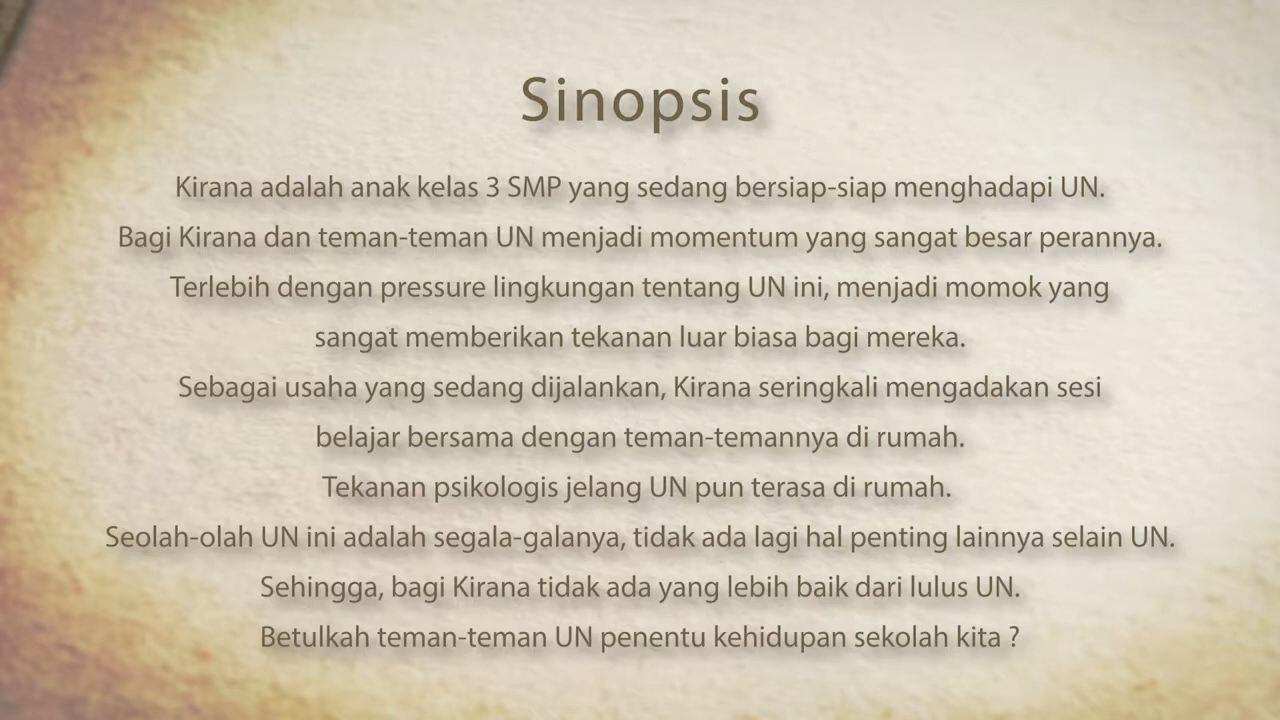 Sinopsis
Kirana adalah anak kelas 3 SMP yang sedang bersiap-siap menghadapi UN.
Bagi Kirana dan teman-teman UN menjadi momentum yang sangat besar perannya.
Terlebih dengan pressure lingkungan tentang UN ini, menjadi momok yang
sangat memberikan tekanan luar biasa bagi mereka.
Sebagai usaha yang sedang dijalankan, Kirana seringkali mengadakan sesi
belajar bersama dengan teman-temannya di rumah.
Tekanan psikologis jelang UN pun terasa di rumah.
Seolah-olah UN ini adalah segala-galanya, tidak ada lagi hal penting lainnya selain UN.
Sehingga, bagi Kirana tidak ada yang lebih baik dari lulus UN.
Betulkah teman-teman UN penentu kehidupan sekolah kita ?